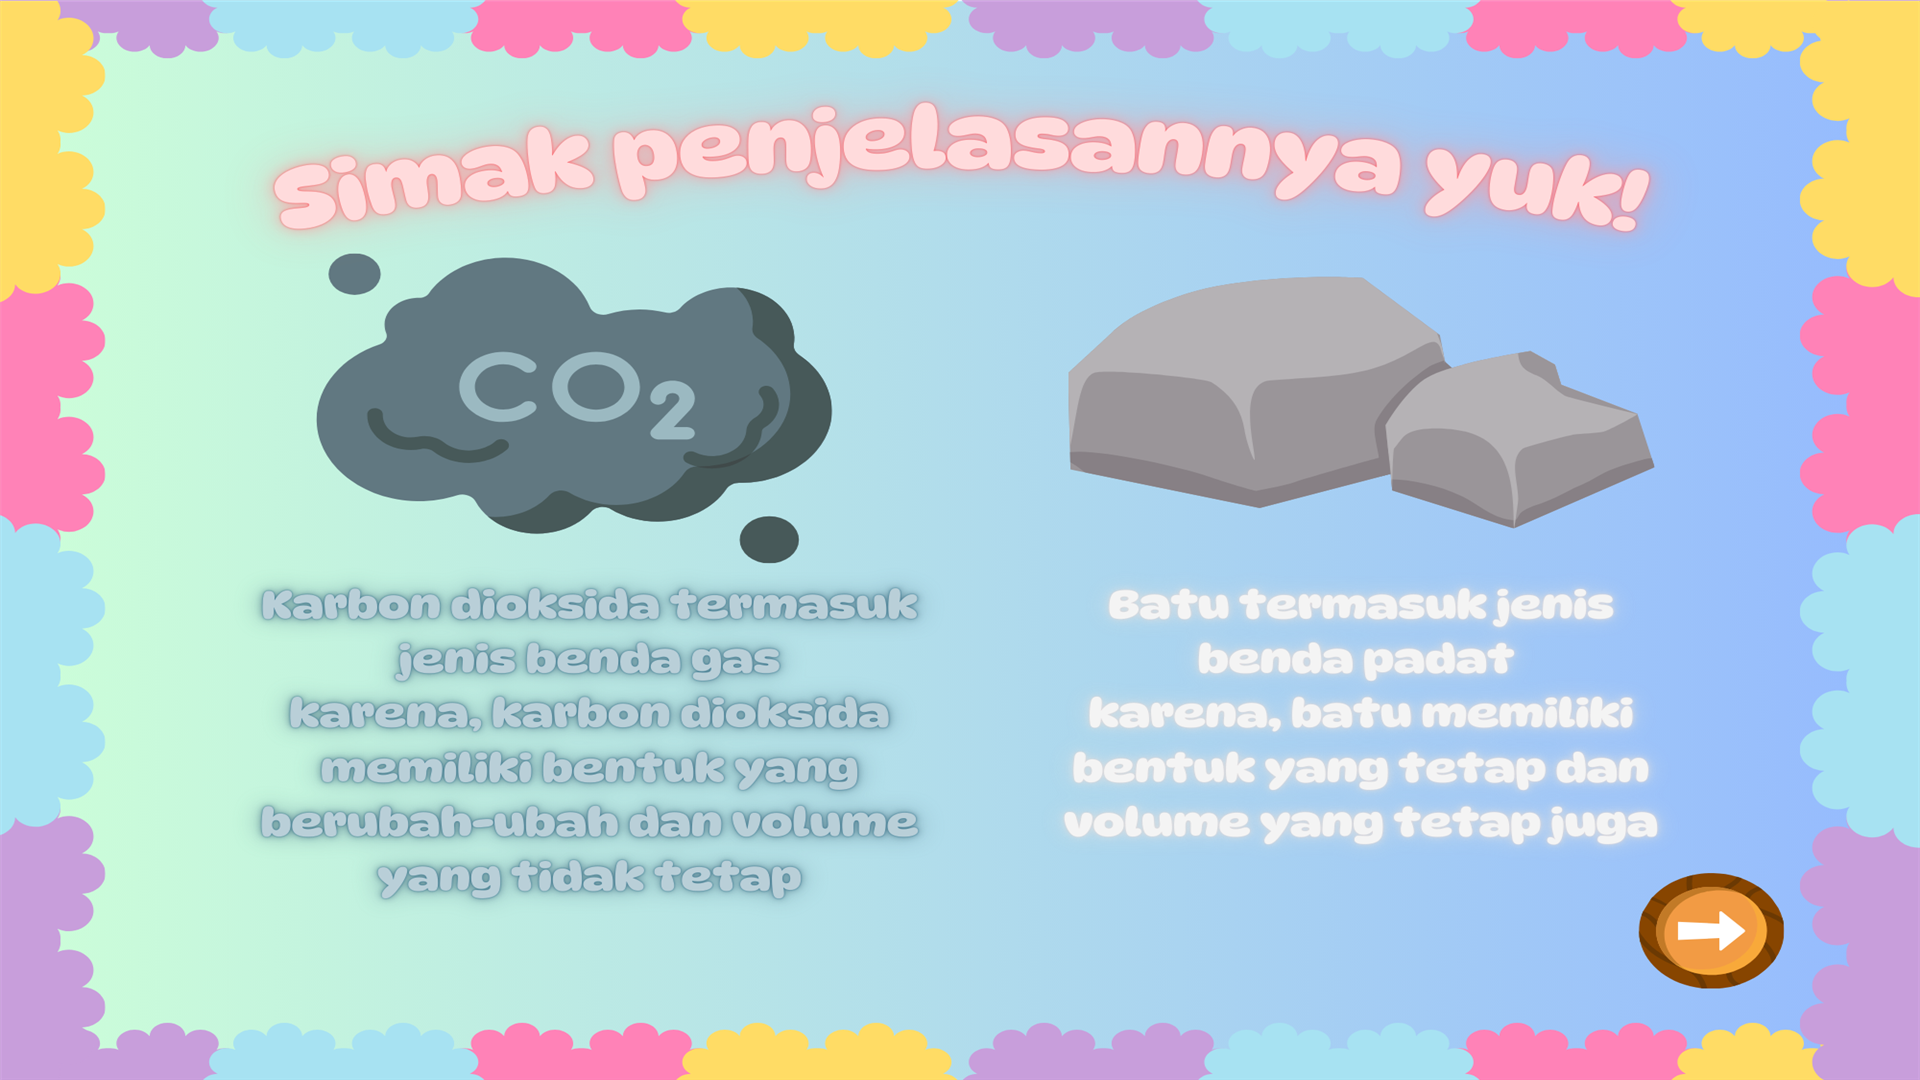 Simak penjelasannya yuk!
CO₂
Karbon dioksida termasuk
jenis benda gas
karena, karbon dioksida
memiliki bentuk yang
berubah-ubah dan volume
yang tidak tetap
Batu termasuk jenis
benda padat
karena, batu memiliki
bentuk yang tetap dan
volume yang tetap juga